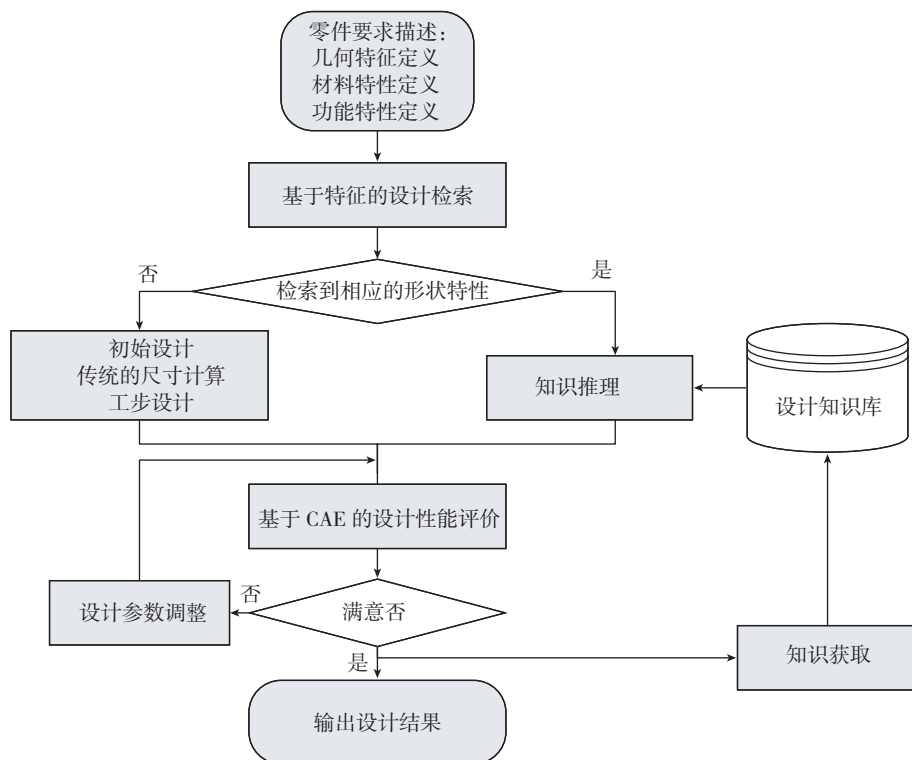 零件要求描述：
几何特征定义
材料特性定义
功能特性定义
基于特征的设计检索
否
是
检索到相应的形状特性
初始设计
传统的尺寸计算
工步设计
知识推理
设计知识库
基于 CAE 的设计性能评价
设计参数调整
否
满意否
是
知识获取
输出设计结果